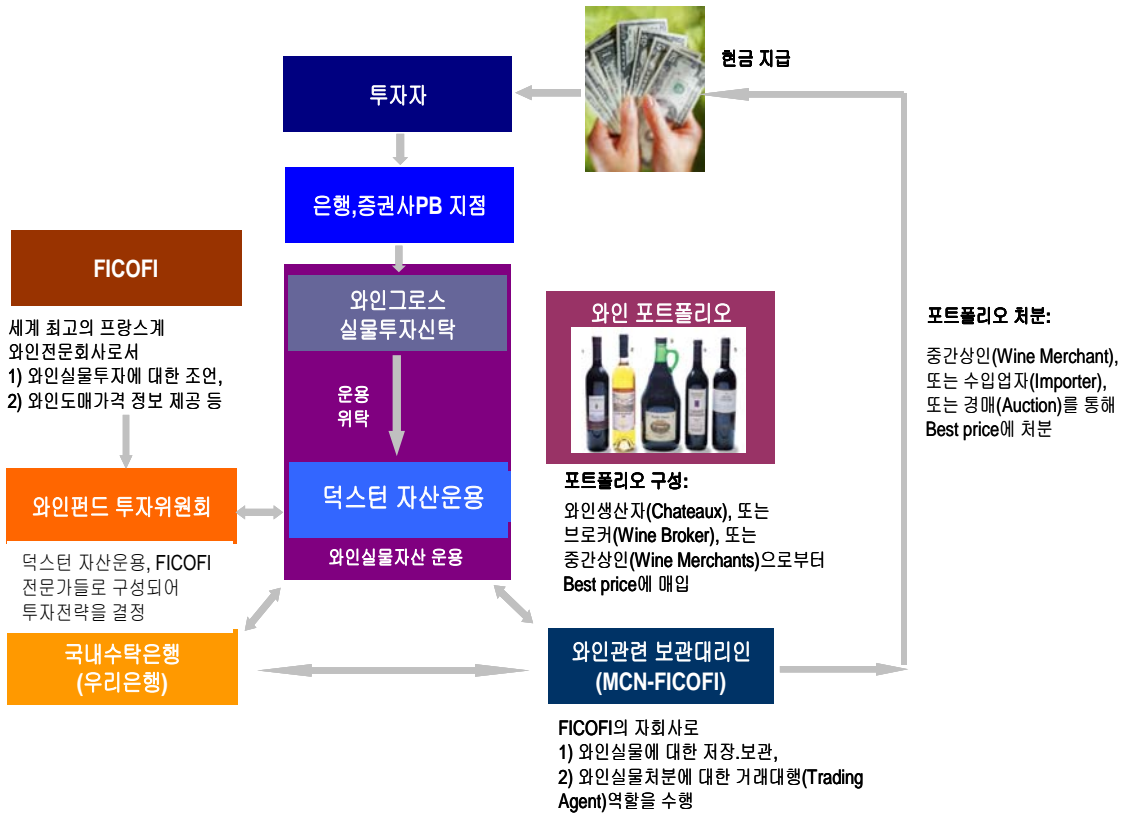 현금 지급
투자자
은행,증권사PB 지점
FICOFI
세계 최고의 프랑스계
와인전문회사로서
1) 와인실물투자에 대한 조언,
2) 와인도매가격 정보 제공 등
와인그로스
실물투자신탁
운용
위탁
덕스턴 자산운용
와인실물자산 운용
와인 포트폴리오
포트폴리오 구성:
와인생산자(Chateaux), 또는
브로커(Wine Broker), 또는
중간상인(Wine Merchants)으로부터
Best price에 매입
포트폴리오 처분:
중간상인(Wine Merchant),
또는 수입업자(Importer),
또는 경매(Auction)를 통해
Best price에 처분
와인펀드 투자위원회
덕스턴 자산운용, FICOFI
전문가들로 구성되어
투자전략을 결정
국내수탁은행
(우리은행)
와인관련 보관대리인
(MCN-FICOFI)
FICOFI의 자회사로
1) 와인실물에 대한 저장.보관,
2) 와인실물처분에 대한 거래대행(Trading
Agent)역할을 수행